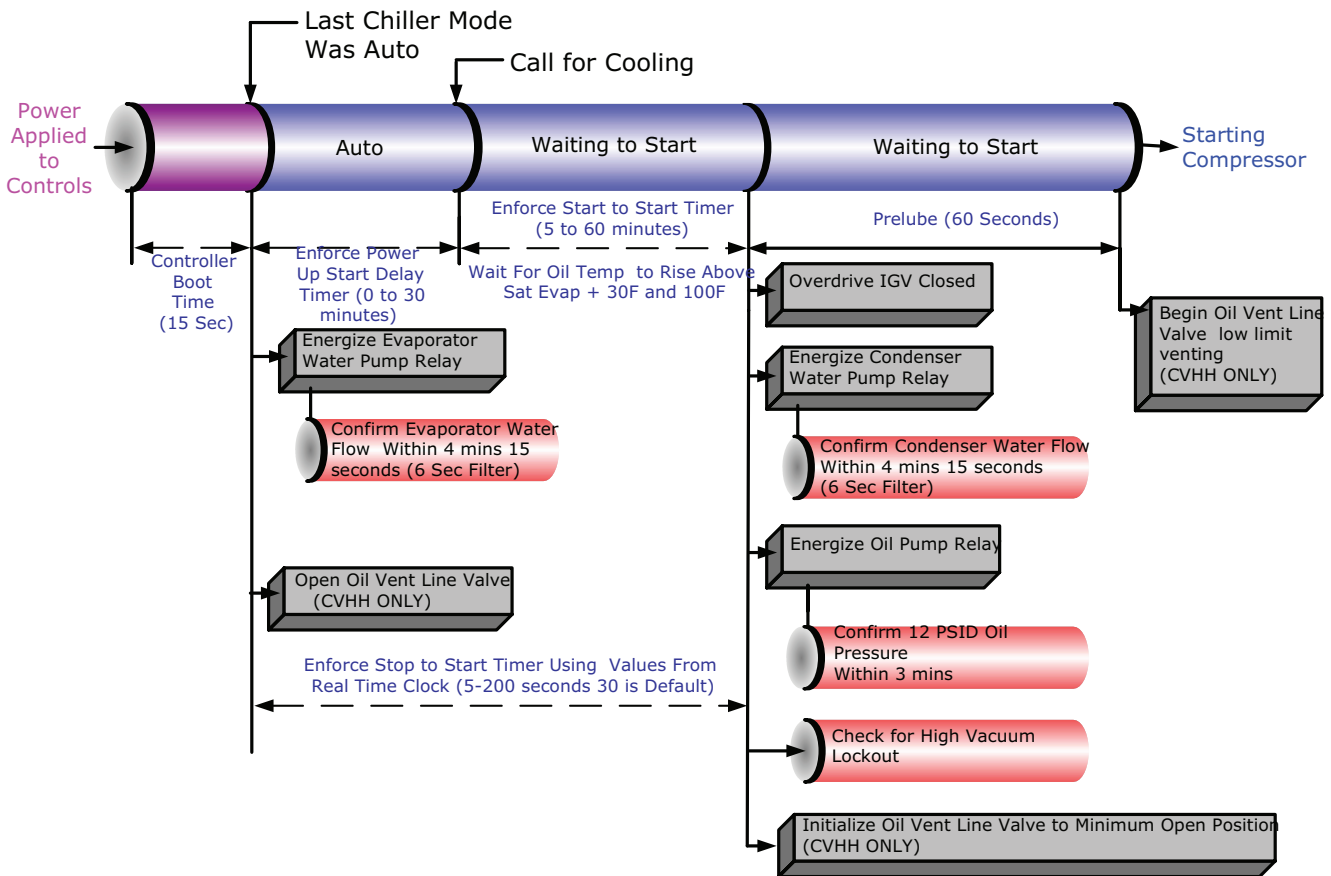 Last Chiller Mode
Was Auto
Call for Cooling
Power
Applied
to
Controls
Auto
Waiting to Start
Waiting to Start
Starting
Compressor
Controller
Boot
Time
(15 Sec)
Enforce Power
Up Start Delay
Timer (0 to 30
minutes)
Enforce Start to Start Timer
(5 to 60 minutes)
Wait For Oil Temp to Rise Above
Sat Evap + 30F and 100F
Prelube (60 Seconds)
Energize Evaporator
Water Pump Relay
Confirm Evaporator Water
Flow Within 4 mins 15
seconds (6 Sec Filter)
Open Oil Vent Line Valve
(CVHH ONLY)
Enforce Stop to Start Timer Using Values From
Real Time Clock (5-200 seconds 30 is Default)
Overdrive IGV Closed
Energize Condenser
Water Pump Relay
Confirm Condenser Water Flow
Within 4 mins 15 seconds
(6 Sec Filter)
Energize Oil Pump Relay
Confirm 12 PSID Oil
Pressure
Within 3 mins
Check for High Vacuum
Lockout
Initialize Oil Vent Line Valve to Minimum Open Position
(CVHH ONLY)
Begin Oil Vent Line
Valve low limit
venting
(CVHH ONLY)